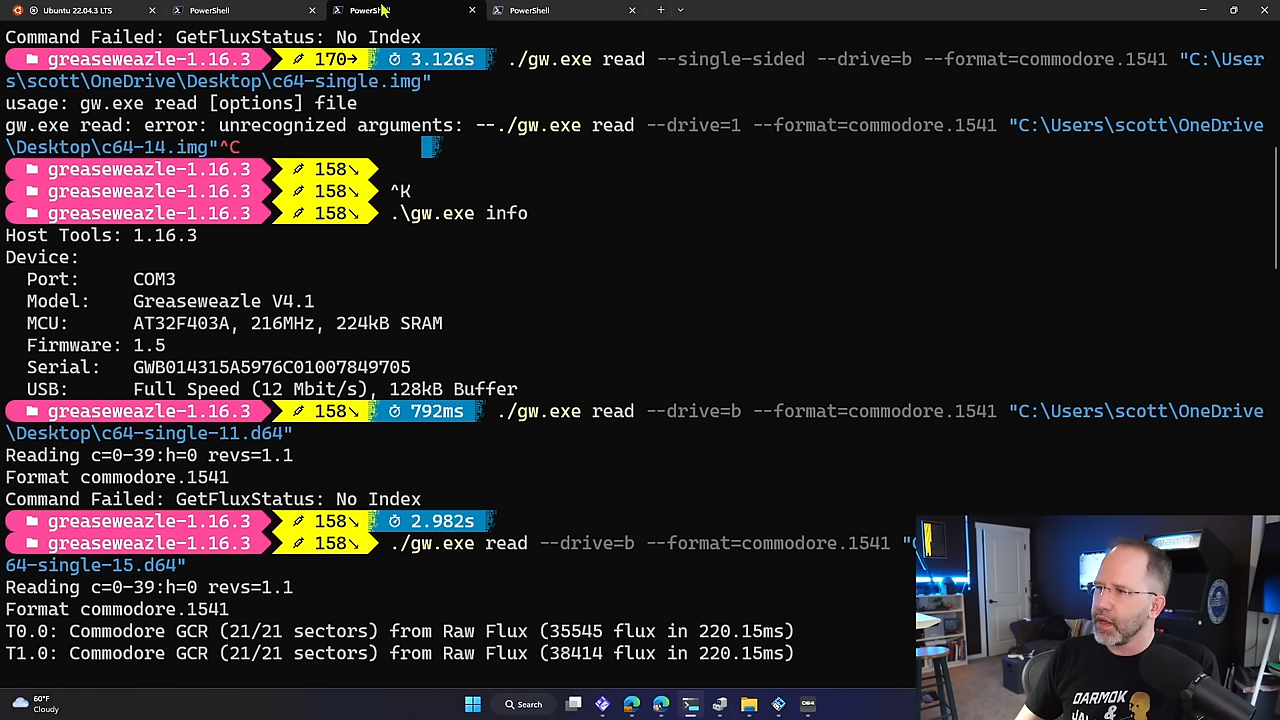 Ubuntu 22.04.3 LTS PowerShell PowerShell PowerShell
Command Failed: GetFluxStatus: No Index
greaseweazle-1.16.3 170→ 3.126s ./gw.exe read --single-sided --drive=b --format=commodore.1541 "C:\User
s\scott\OneDrive\Desktop\c64-single.img"
usage: gw.exe read [options] file
gw.exe read: error: unrecognized arguments: --./gw.exe read --drive=1 --format=commodore.1541 "C:\Users\scott\OneDrive
\Desktop\c64-14.img"^C
greaseweazle-1.16.3 158↘
greaseweazle-1.16.3 158↘ ^K
greaseweazle-1.16.3 158↘ .\gw.exe info
Host Tools: 1.16.3
Device:
Port: COM3
Model: Greaseweazle V4.1
MCU: AT32F403A, 216MHz, 224kB SRAM
Firmware: 1.5
Serial: GWB014315A5976C01007849705
USB: Full Speed (12 Mbit/s), 128kB Buffer
greaseweazle-1.16.3 158↘ 792ms ./gw.exe read --drive=b --format=commodore.1541 "C:\Users\scott\OneDrive
\Desktop\c64-single-11.d64"
Reading c=0-39:h=0 revs=1.1
Format commodore.1541
Command Failed: GetFluxStatus: No Index
greaseweazle-1.16.3 158↘ 2.982s
greaseweazle-1.16.3 158↘ ./gw.exe read --drive=b --format=commodore.1541 "
64-single-15.d64"
Reading c=0-39:h=0 revs=1.1
Format commodore.1541
T0.0: Commodore GCR (21/21 sectors) from Raw Flux (35545 flux in 220.15ms)
T1.0: Commodore GCR (21/21 sectors) from Raw Flux (38414 flux in 220.15ms)
DARMOK
&
60°F
Cloudy
Search